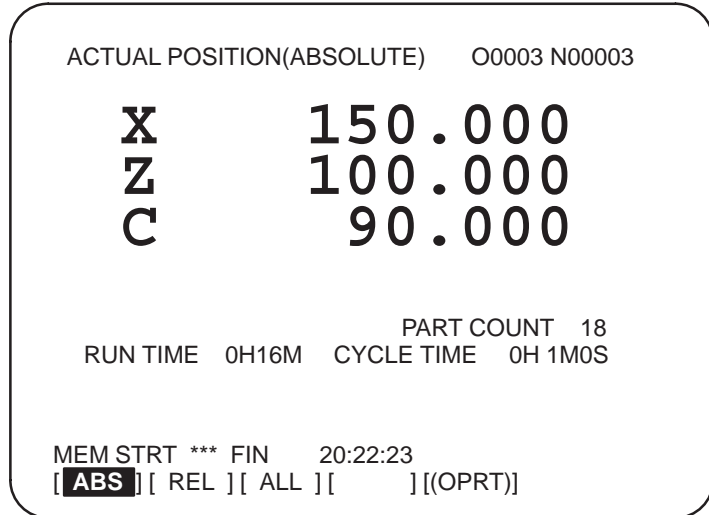 ACTUAL POSITION(ABSOLUTE) O0003 N00003
X 150.000
Z 100.000
C 90.000
PART COUNT 18
RUN TIME 0H16M CYCLE TIME 0H 1M0S
MEM STRT *** FIN 20:22:23
[ ABS ] [ REL ] [ ALL ] [ ] [(OPRT)]